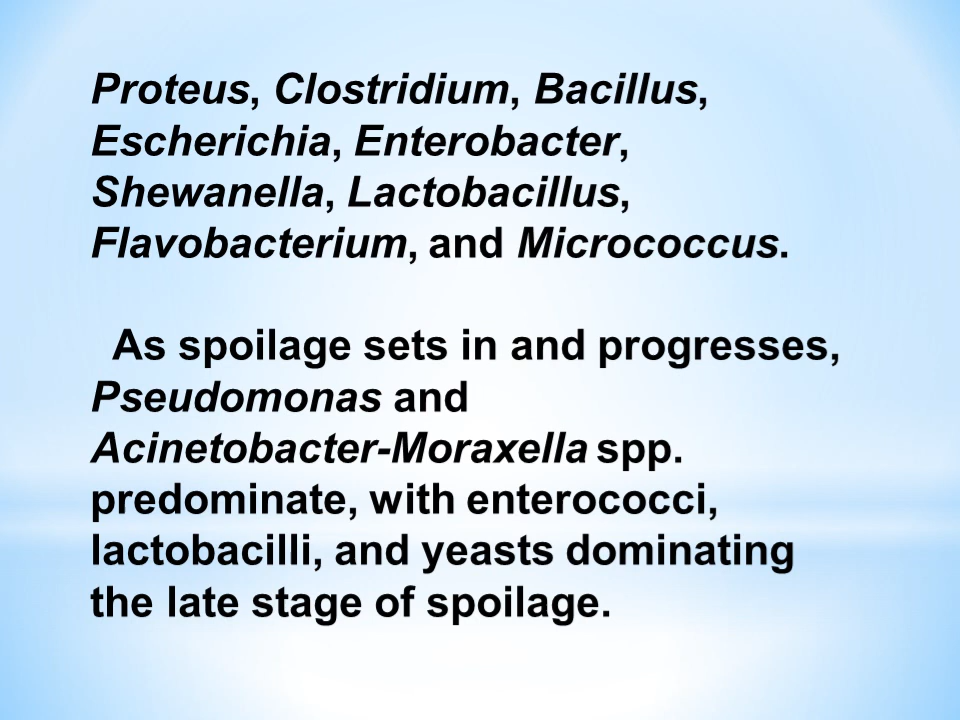 Proteus, Clostridium, Bacillus,
Escherichia, Enterobacter,
Shewanella, Lactobacillus,
Flavobacterium, and Micrococcus.
As spoilage sets in and progresses,
Pseudomonas and
Acinetobacter-Moraxella spp.
predominate, with enterococci,
lactobacilli, and yeasts dominating
the late stage of spoilage.